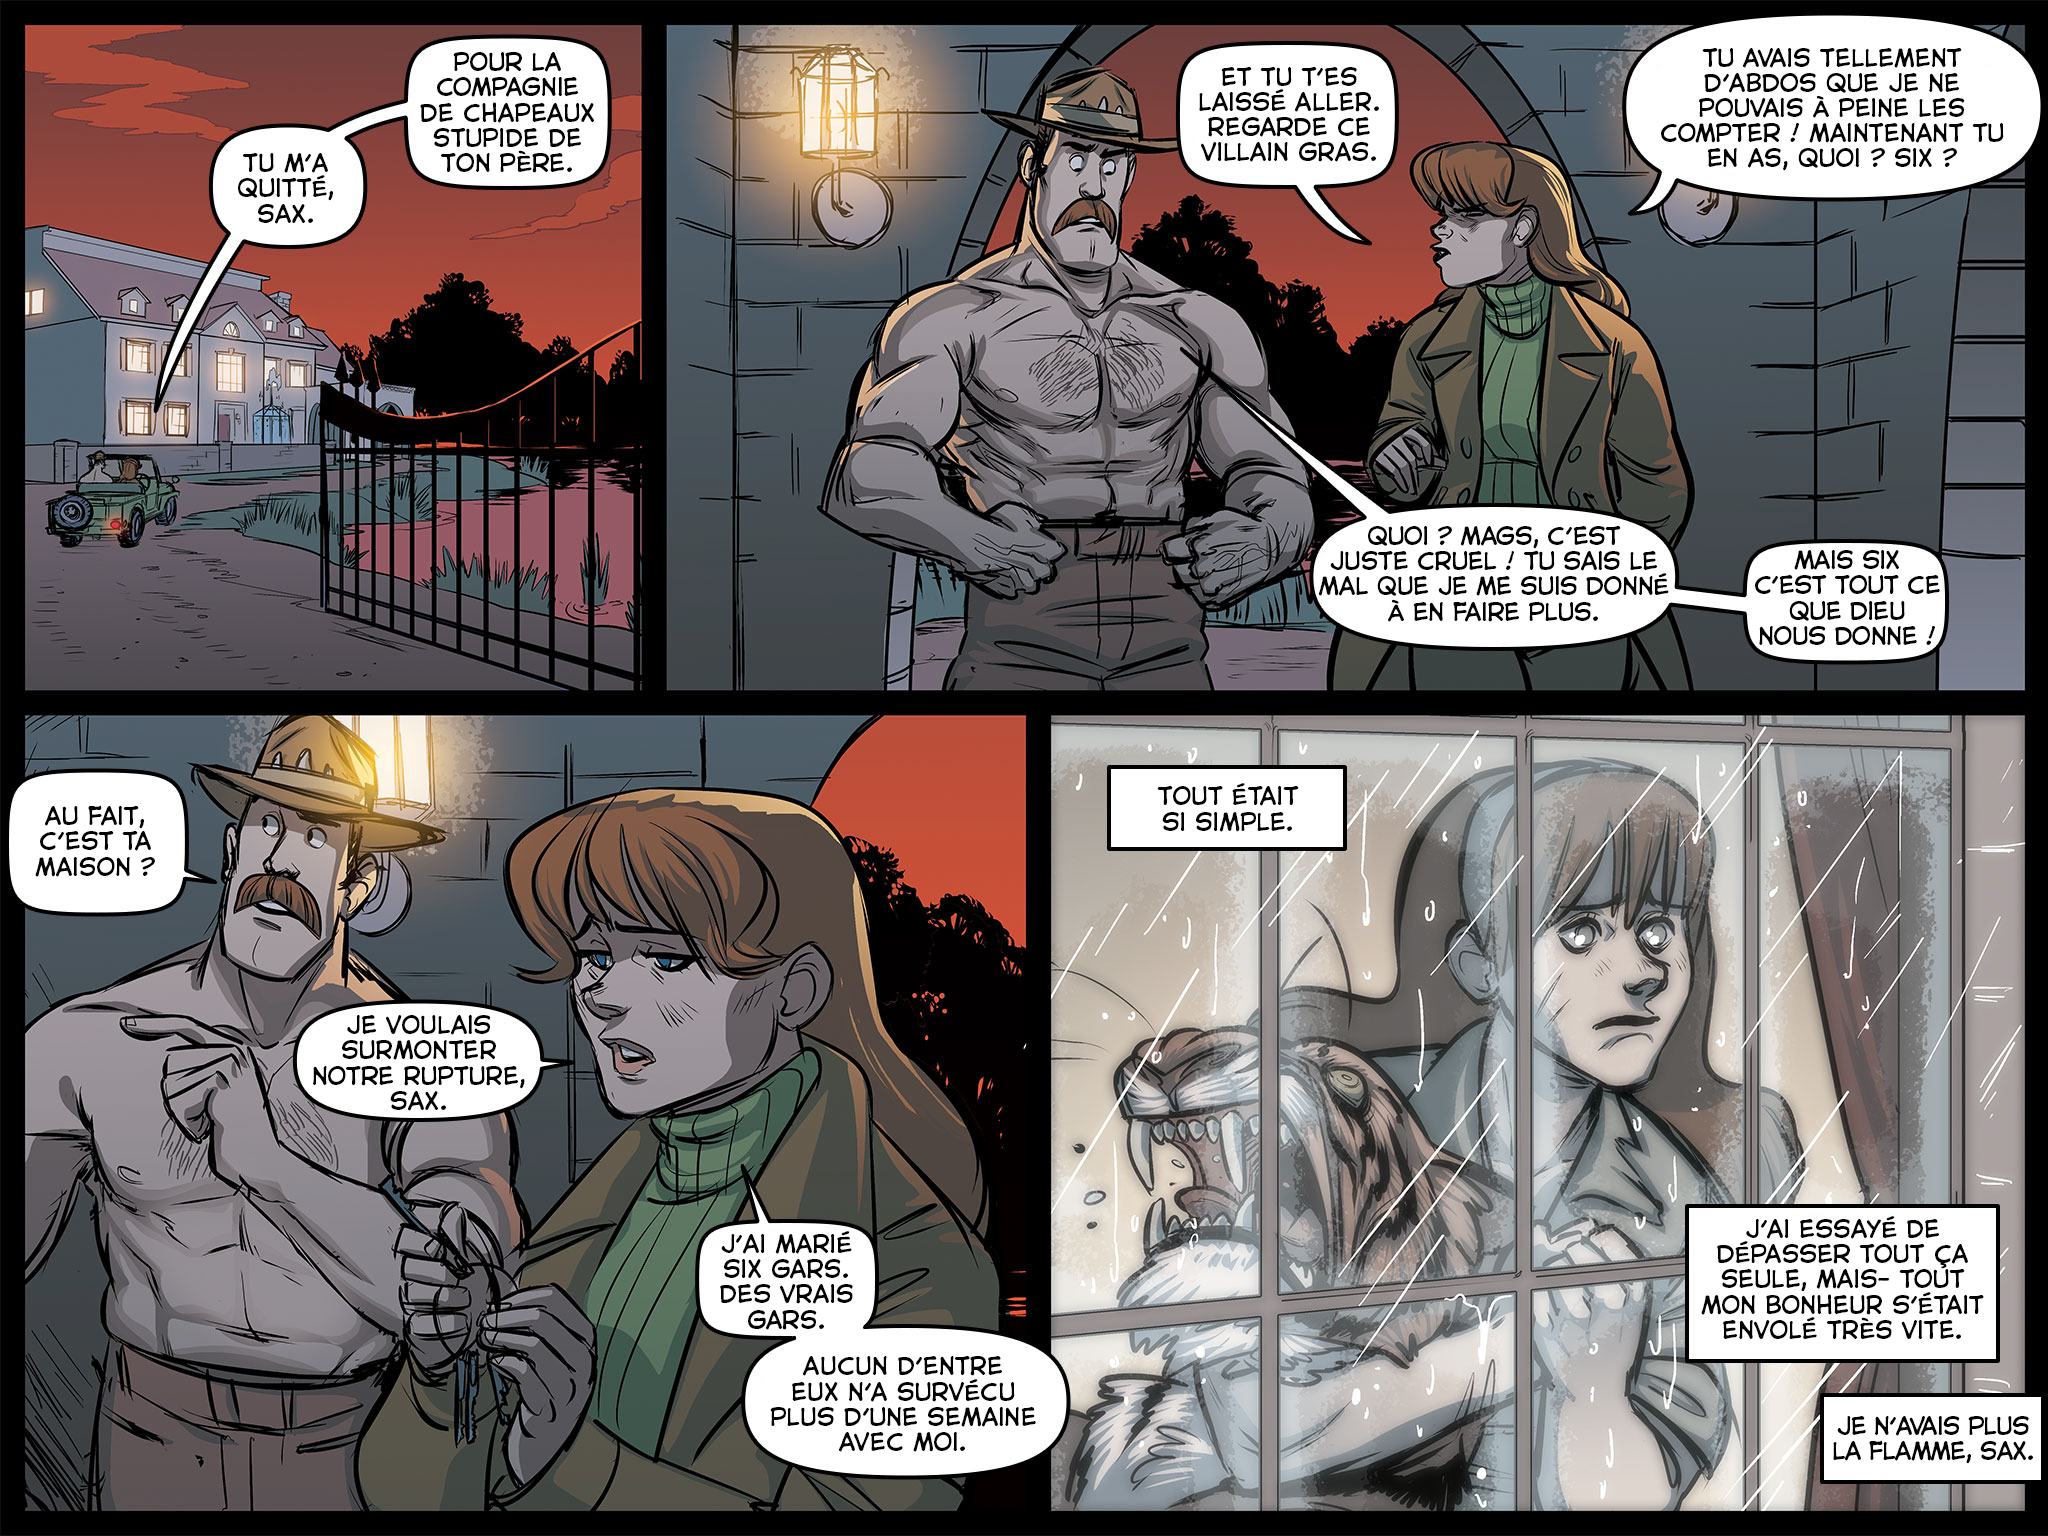 TU M'A
QUITTÉ,
SAX.
POUR LA
COMPAGNIE
DE CHAPEAUX
STUPIDE DE
TON PÈRE.
ET TU T'ES
LAISSÉ ALLER.
REGARDE CE
VILLAIN GRAS.
TU AVAIS TELLEMENT
D'ABDOS QUE JE NE
POUVAIS À PEINE LES
COMPTER ! MAINTENANT TU
EN AS, QUOI ? SIX ?
QUOI ? MAGS, C'EST
JUSTE CRUEL ! TU SAIS LE
MAL QUE JE ME SUIS DONNÉ
À EN FAIRE PLUS.
MAIS SIX
C'EST TOUT CE
QUE DIEU
NOUS DONNE !
AU FAIT,
C'EST TA
MAISON ?
JE VOULAIS
SURMONTER
NOTRE RUPTURE,
SAX.
J'AI MARIÉ
SIX GARS.
DES VRAIS
GARS.
AUCUN D'ENTRE
EUX N'A SURVÉCU
PLUS D'UNE SEMAINE
AVEC MOI.
TOUT ÉTAIT
SI SIMPLE.
J'AI ESSAYÉ DE
DÉPASSER TOUT ÇA
SEULE, MAIS- TOUT
MON BONHEUR S'ÉTAIT
ENVOLÉ TRÈS VITE.
JE N'AVAIS PLUS
LA FLAMME, SAX.